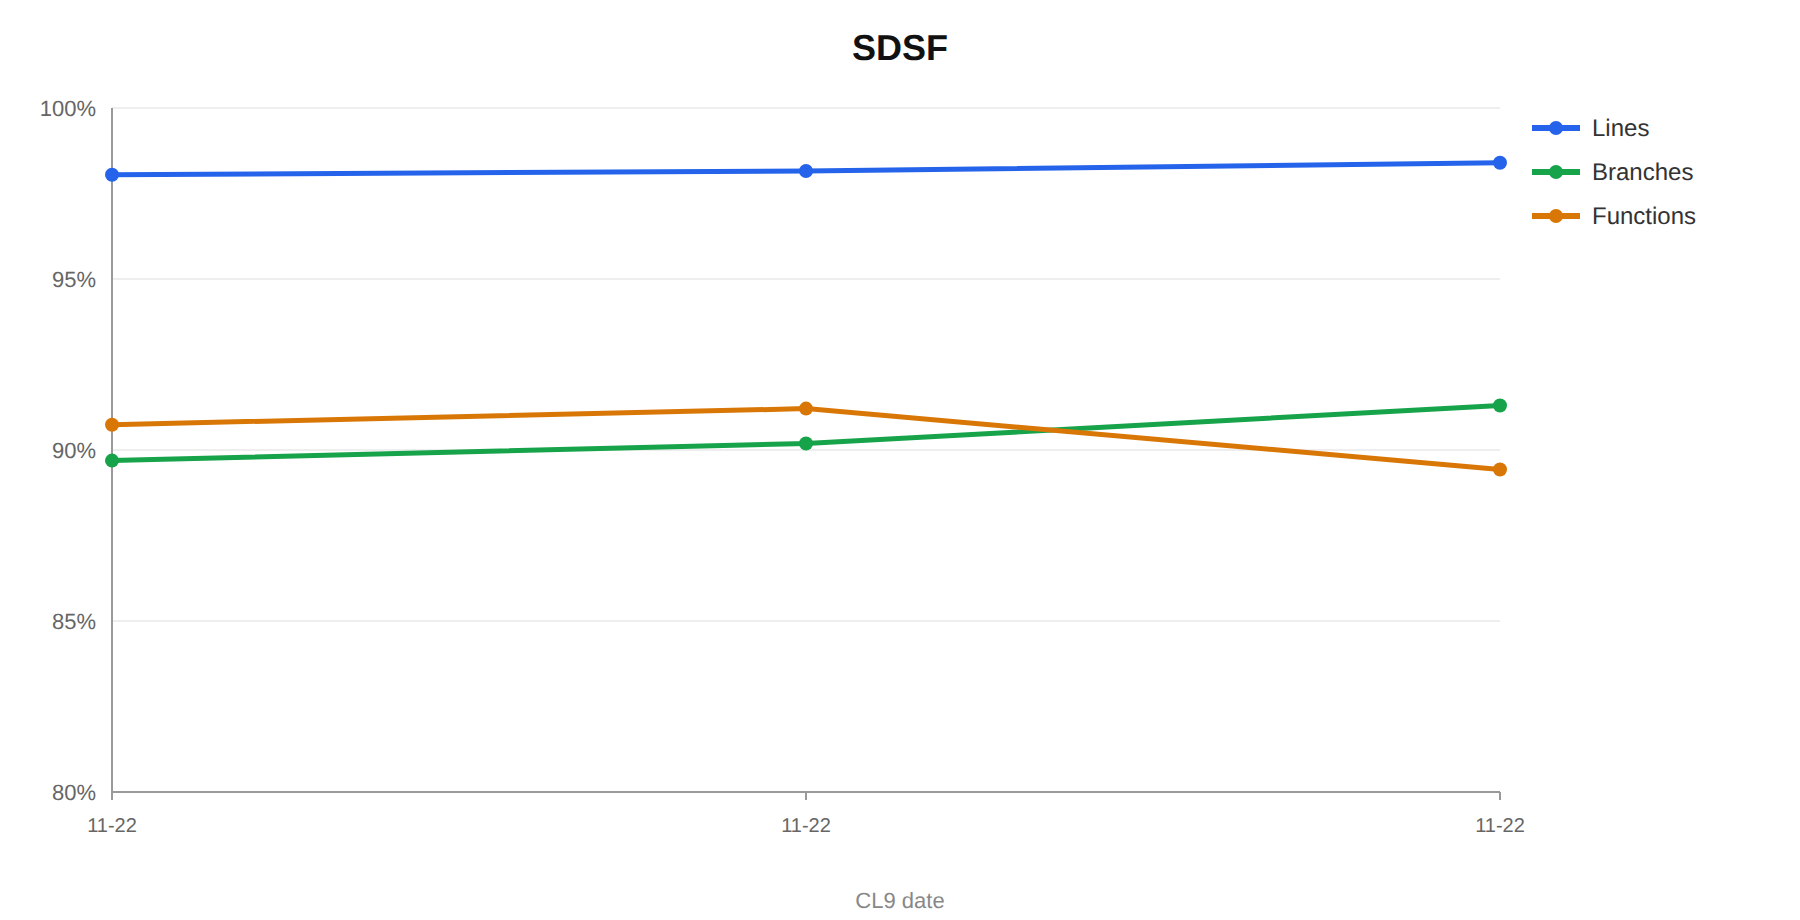 SDSF
100%
95%
90%
85%
80%
11-22
11-22
11-22
CL9 date
Lines
Branches
Functions